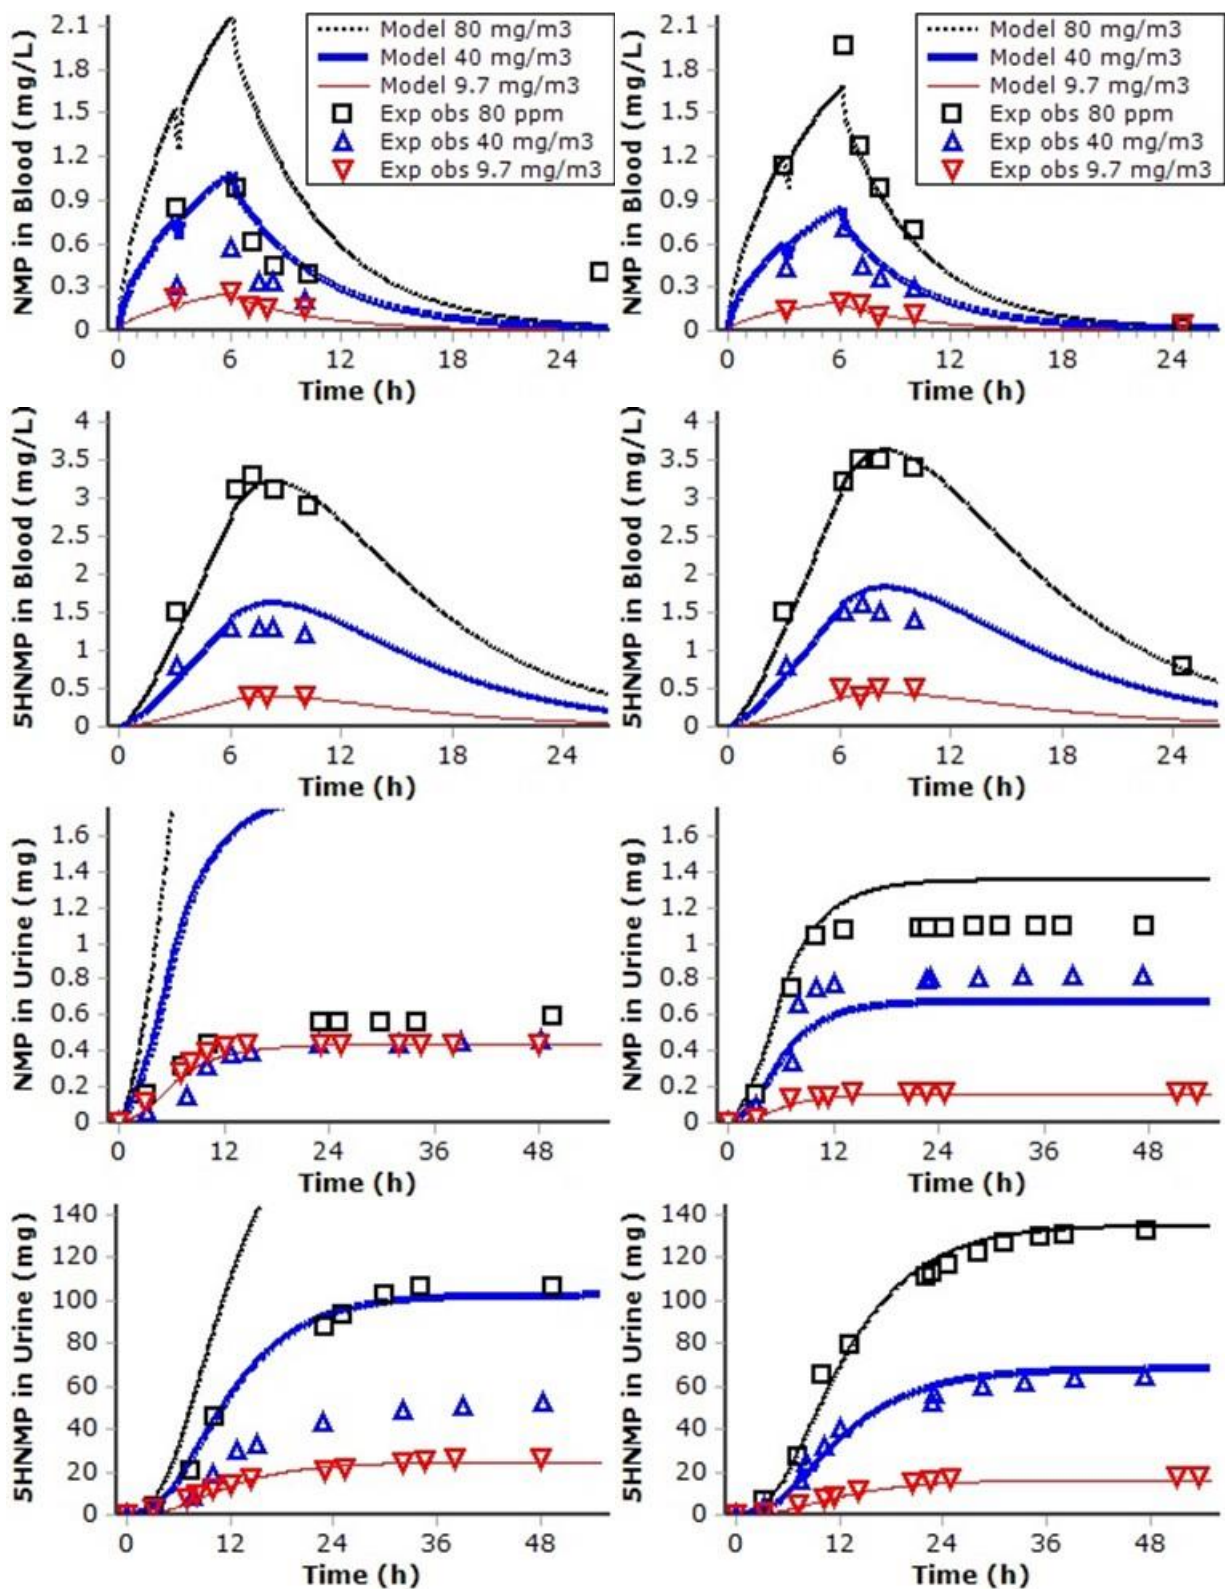 NMP in Blood (mg/L)
2.1
1.8
1.5
1.2
0.9
0.6
0.3
0
Model 80 mg/m3
Model 40 mg/m3
Model 9.7 mg/m3
Exp obs 80 ppm
Exp obs 40 mg/m3
Exp obs 9.7 mg/m3
0 6 12 18 24
Time (h)
NMP in Blood (mg/L)
2.1
1.8
1.5
1.2
0.9
0.6
0.3
0
Model 80 mg/m3
Model 40 mg/m3
Model 9.7 mg/m3
Exp obs 80 ppm
Exp obs 40 mg/m3
Exp obs 9.7 mg/m3
0 6 12 18 24
Time (h)
5HNMP in Blood (mg/L)
4
3.5
3
2.5
2
1.5
1
0.5
0
0 6 12 18 24
Time (h)
5HNMP in Blood (mg/L)
4
3.5
3
2.5
2
1.5
1
0.5
0
0 6 12 18 24
Time (h)
NMP in Urine (mg)
1.6
1.4
1.2
1
0.8
0.6
0.4
0.2
0
0 12 24 36 48
Time (h)
NMP in Urine (mg)
1.6
1.4
1.2
1
0.8
0.6
0.4
0.2
0
0 12 24 36 48
Time (h)
5HNMP in Urine (mg)
140
120
100
80
60
40
20
0
0 12 24 36 48
Time (h)
5HNMP in Urine (mg)
140
120
100
80
60
40
20
0
0 12 24 36 48
Time (h)